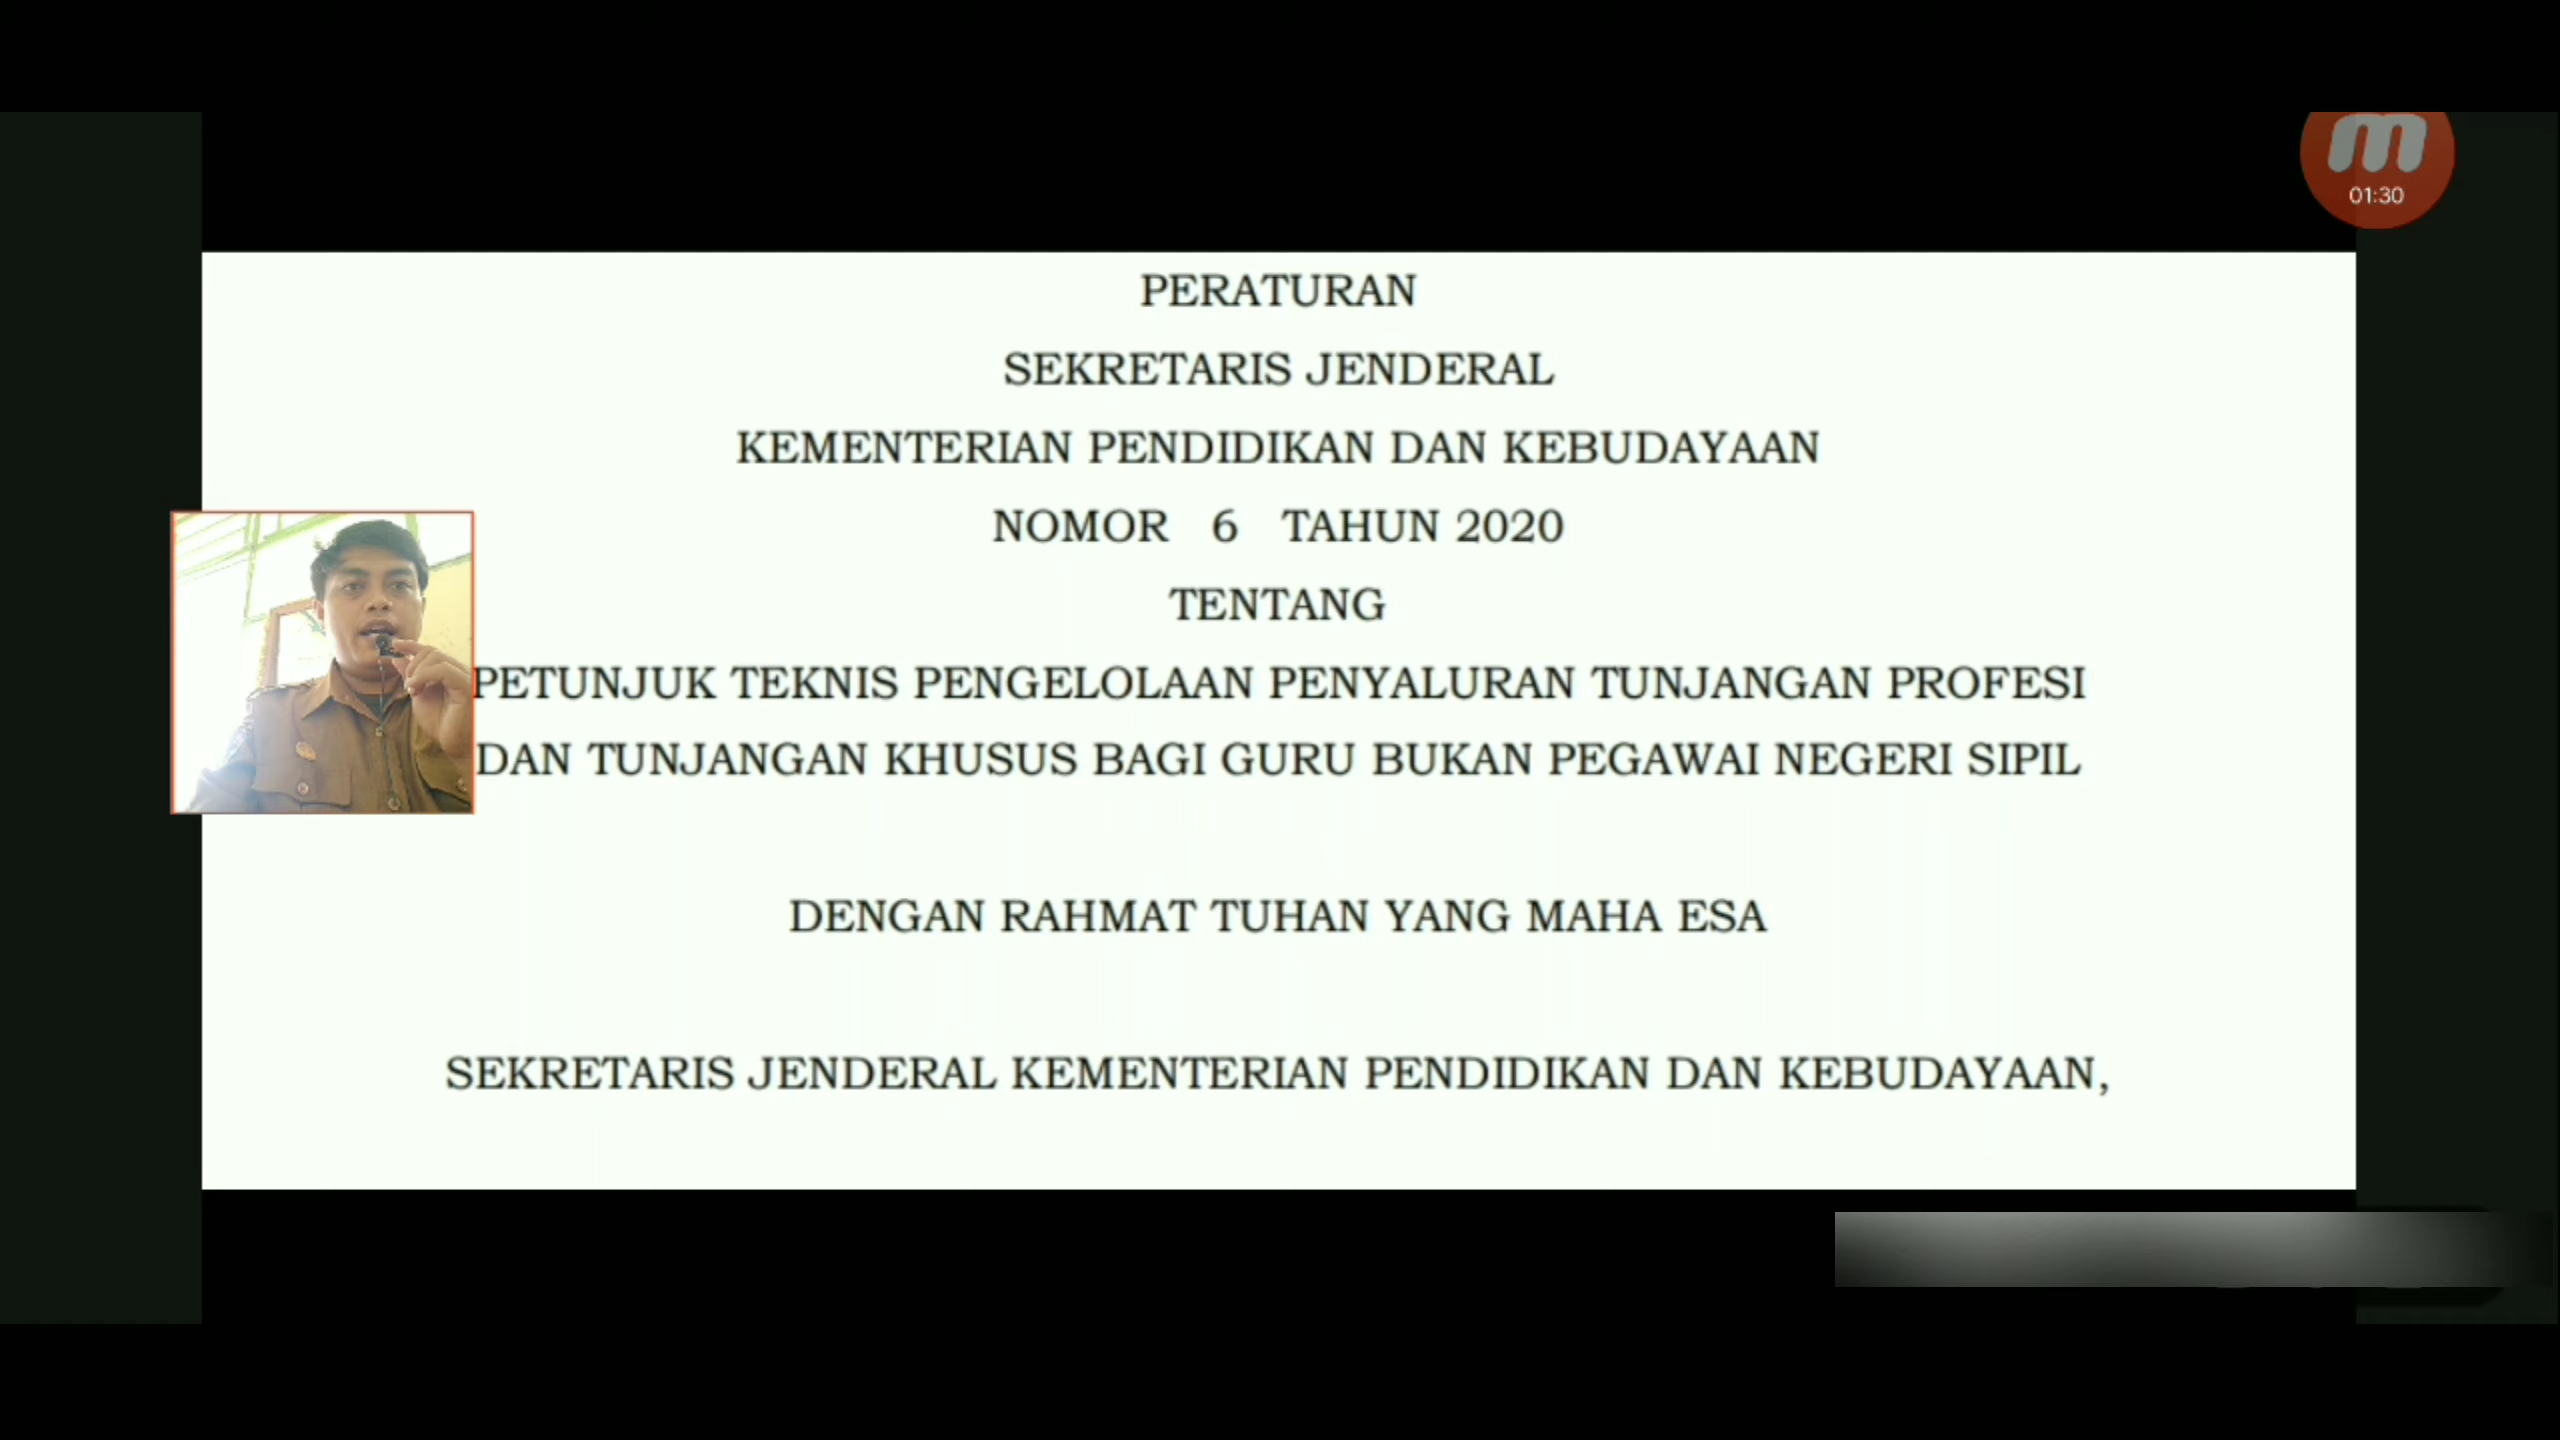 m
01:30
PERATURAN
SEKRETARIS JENDERAL
KEMENTERIAN PENDIDIKAN DAN KEBUDAYAAN
NOMOR 6 TAHUN 2020
TENTANG
PETUNJUK TEKNIS PENGELOLAAN PENYALURAN TUNJANGAN PROFESI
DAN TUNJANGAN KHUSUS BAGI GURU BUKAN PEGAWAI NEGERI SIPIL
DENGAN RAHMAT TUHAN YANG MAHA ESA
SEKRETARIS JENDERAL KEMENTERIAN PENDIDIKAN DAN KEBUDAYAAN,